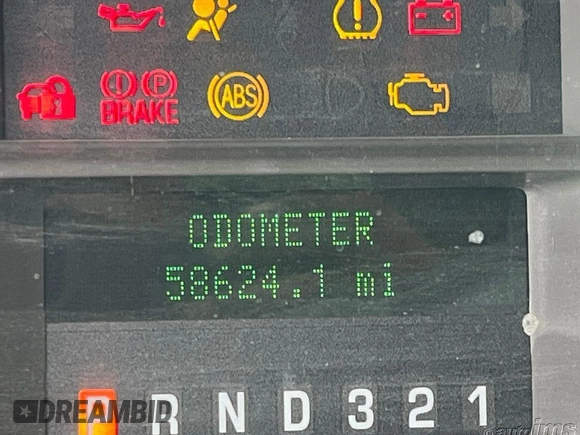 BRAKE ABS
ODOMETER
58624.1 mi
R N D 3 2 1
DREAMBID